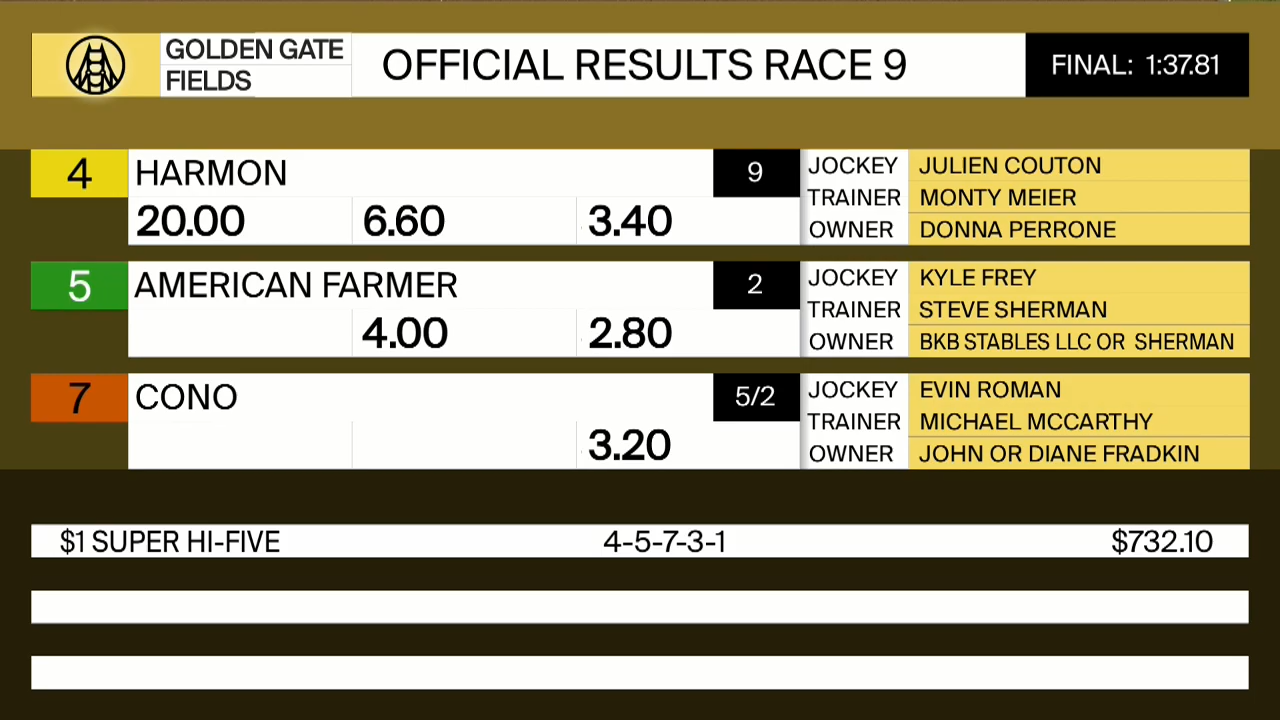 GOLDEN GATE
FIELDS
OFFICIAL RESULTS RACE 9
FINAL: 1:37.81
4 HARMON 9
20.00 6.60 3.40
JOCKEY JULIEN COUTON
TRAINER MONTY MEIER
OWNER DONNA PERRONE
5 AMERICAN FARMER 2
4.00 2.80
JOCKEY KYLE FREY
TRAINER STEVE SHERMAN
OWNER BKB STABLES LLC OR SHERMAN
7 CONO 5/2
3.20
JOCKEY EVIN ROMAN
TRAINER MICHAEL MCCARTHY
OWNER JOHN OR DIANE FRADKIN
$1 SUPER HI-FIVE 4-5-7-3-1 $732.10